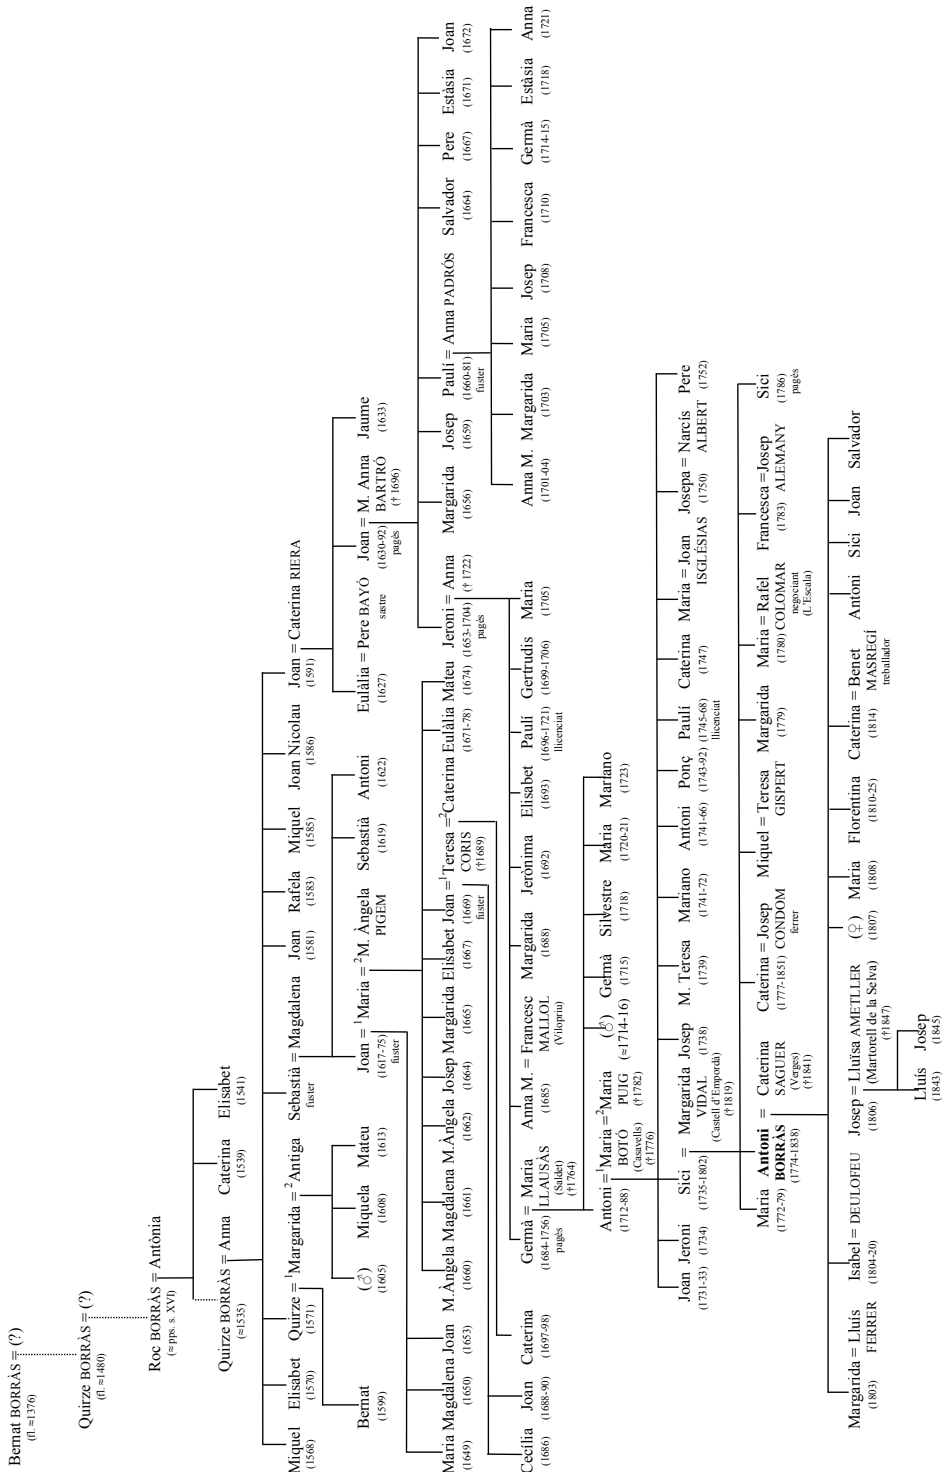 Bernat BORRÀS = (?)
(fl. ≈1376)
Quirze BORRÀS = (?)
(fl. ≈1480)
Roc BORRÀS = Antònia
(≈pps. s. XVI)
Quirze BORRÀS = Anna Caterina Elisabet
(≈1535) (1539) (1541)
Miquel Elisabet Quirze = ¹Margarida = ²Antiga Sebastià = Magdalena Joan Rafela Miquel Joan Nicolau Joan = Caterina RIERA
(1568) (1570) (1571) fuster (1581) (1583) (1585) (1586) (1591)
Bernat (♂) Miquela Mateu Joan = ¹Maria = ²M. Àngela Sebastià Antoni Eulàlia = Pere BAYÓ Joan = M. Anna Jaume
(1599) (1605) (1608) (1613) (1617-75) PIGEM (1619) (1622) (1627) sastre (1630-92) BARTRÓ (1633)
fuster pagès († 1696)
Maria Magdalena Joan M. Àngela Magdalena M. Àngela Josep Margarida Elisabet Joan = ¹Teresa = ²Caterina Eulàlia Mateu Jeroni = Anna Margarida Josep Paulí = Anna PADRÓS Salvador Pere Estàsia Joan
(1649) (1650) (1653) (1660) (1661) (1662) (1664) (1665) (1667) (1669) CORIS (1671-78) (1674) (1653-1704) († 1722) (1656) (1659) (1660-81) (1664) (1667) (1671) (1672)
fuster (†1689) pagès fuster
Cecília Joan Caterina Germà = Maria Anna M. = Francesc Margarida Jerònima Elisabet Paulí Gertrudis Maria Anna M. Margarida Maria Josep Francesca Germà Estàsia Anna
(1686) (1688-90) (1697-98) (1684-1756) LLAUSÀS (1685) MALLOL (1688) (1692) (1693) (1696-1721) (1699-1706) (1705) (1701-04) (1703) (1705) (1708) (1710) (1714-15) (1718) (1721)
pagès (Saldet) (Vilopriu) llicenciat
(†1764)
Antoni = ¹Maria = ²Maria (♂) Germà Silvestre Maria Mariano
(1712-88) BOTÓ PUIG (≈1714-16) (1715) (1718) (1720-21) (1723)
(Casavells) (†1782)
(†1776)
Joan Jeroni Sici = Margarida Josep M. Teresa Mariano Antoni Ponç Paulí Caterina Maria = Joan Josepa = Narcís Pere
(1731-33) (1734) (1735-1802) VIDAL (1738) (1739) (1741-72) (1741-66) (1743-92) (1745-68) (1747) ISGLÉSIAS (1750) ALBERT (1752)
(Castell d'Empordà) llicenciat
(†1819)
Maria Antoni = Caterina Caterina = Josep Miquel = Teresa Margarida Maria = Rafel Francesca =Josep Sici
(1772-79) BORRÀS SAGUER (1777-1851) CONDOM GISPERT (1779) (1780) COLOMAR (1783) ALEMANY (1786)
(1774-1838) (Verges) ferrer negociant pagès
(†1841) (L'Escala)
Margarida = Lluís Isabel = DEULOFEU Josep = Lluïsa AMETLLER (♀) Maria Florentina Caterina = Benet Antoni Sici Joan Salvador
(1803) FERRER (1804-20) (1806) (Martorell de la Selva) (1807) (1808) (1810-25) (1814) MASREGÍ
(†1847) treballador
Lluís Josep
(1843) (1845)